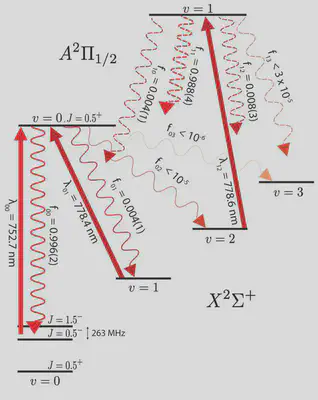 v = 1
A²Π₁/₂
f₁₀ = 0.004(1)
f₁₁ = 0.988(4)
f₁₂ = 0.008(3)
f₁₃ < 3 x 10⁻⁵
v = 0, J = 0.5⁺
f₀₃ < 10⁻⁶
f₀₂ < 10⁻⁵
λ₀₀ = 752.7 nm
f₀₀ = 0.996(2)
λ₀₁ = 778.4 nm
f₀₁ = 0.004(1)
λ₁₂ = 778.6 nm
v = 3
v = 2
v = 1
X²Σ⁺
J = 1.5⁻
J = 0.5⁻
263 MHz
J = 0.5⁺
v = 0